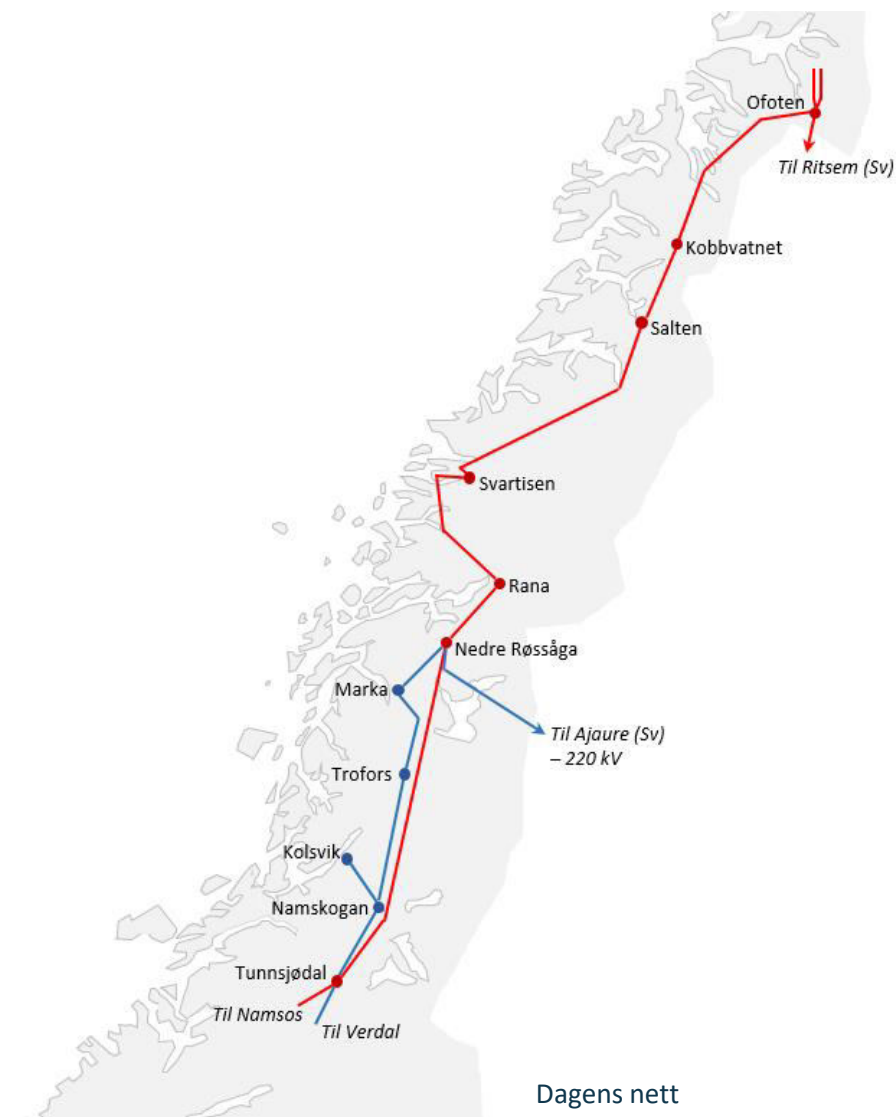 Ofoten
Til Ritsem (Sv)
Kobbvatnet
Salten
Svartisen
Rana
Nedre Røssåga
Marka
Til Ajaure (Sv)
– 220 kV
Trofors
Kolsvik
Namskogan
Tunnsjødal
Til Namsos
Til Verdal
Dagens nett